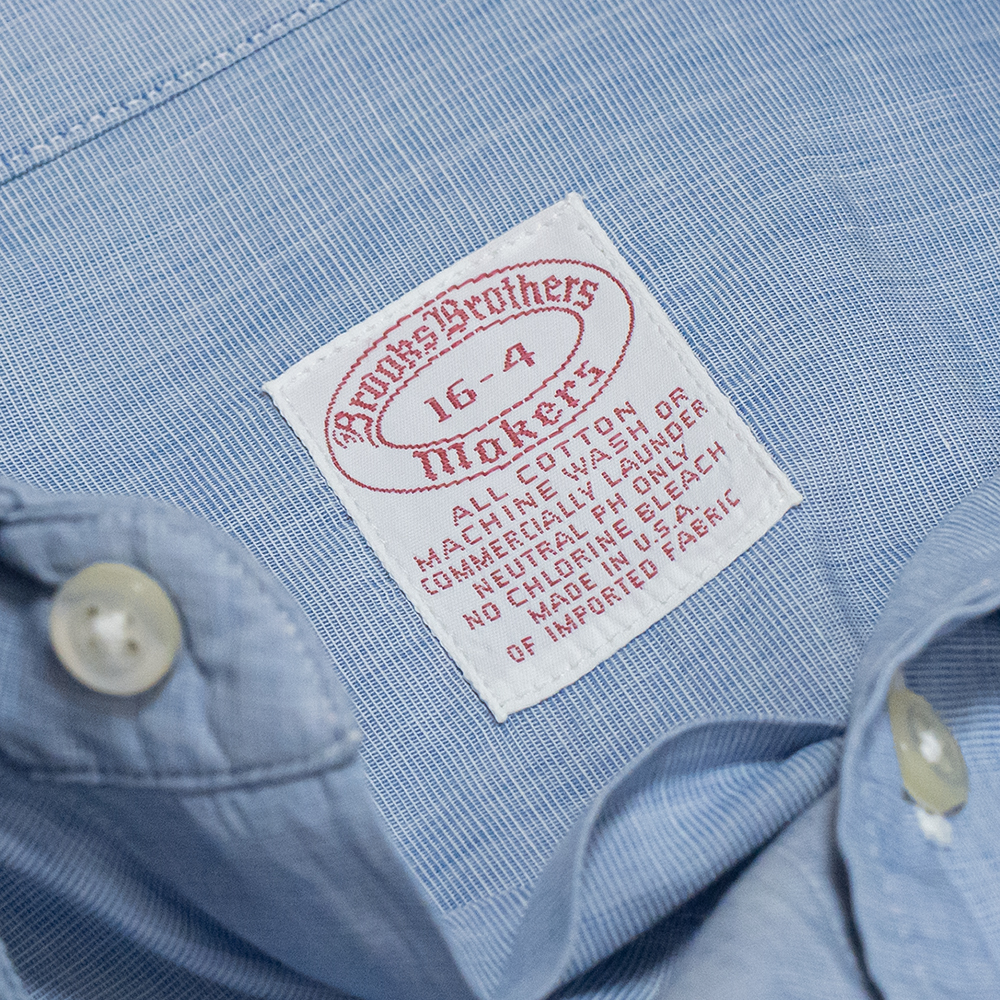 Brooks Brothers
16-4
Makers
ALL COTTON
MACHINE WASH OR
COMMERCIALLY LAUNDER
NEUTRAL PH ONLY
NO CHLORINE BLEACH
MADE IN U.S.A.
OF IMPORTED FABRIC